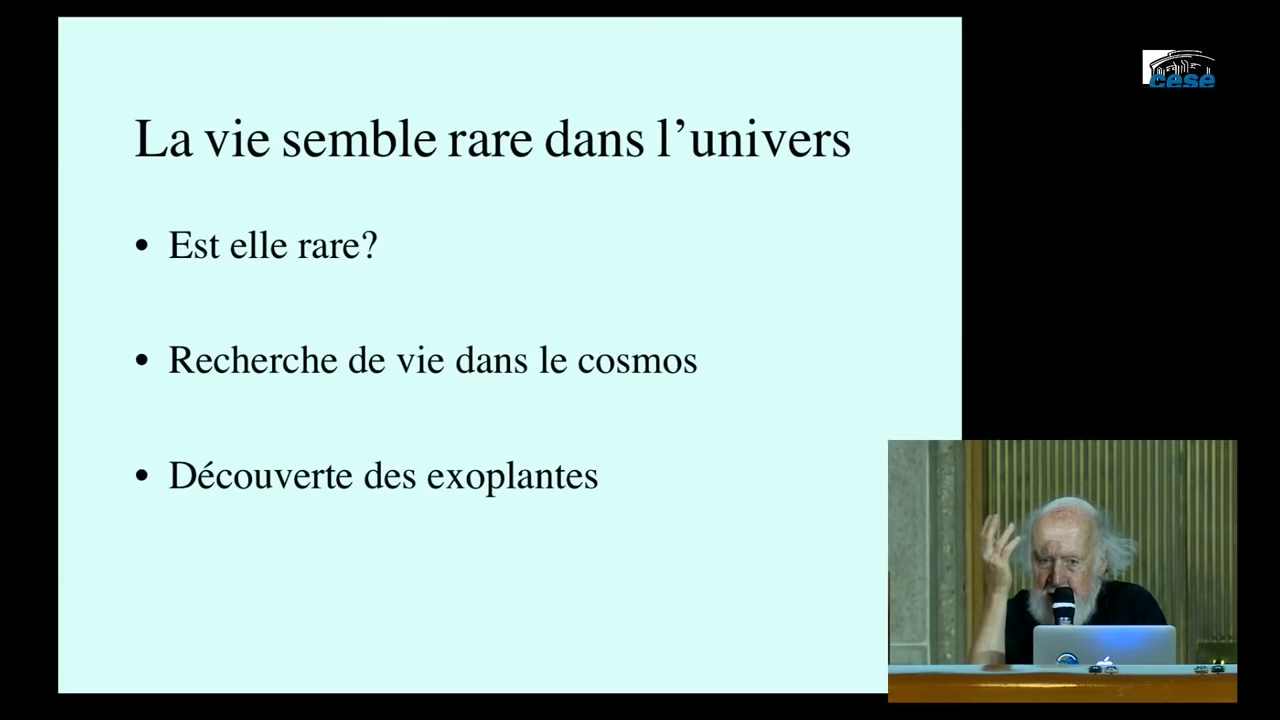 La vie semble rare dans l’univers
• Est elle rare?
• Recherche de vie dans le cosmos
• Découverte des exoplantes
cese